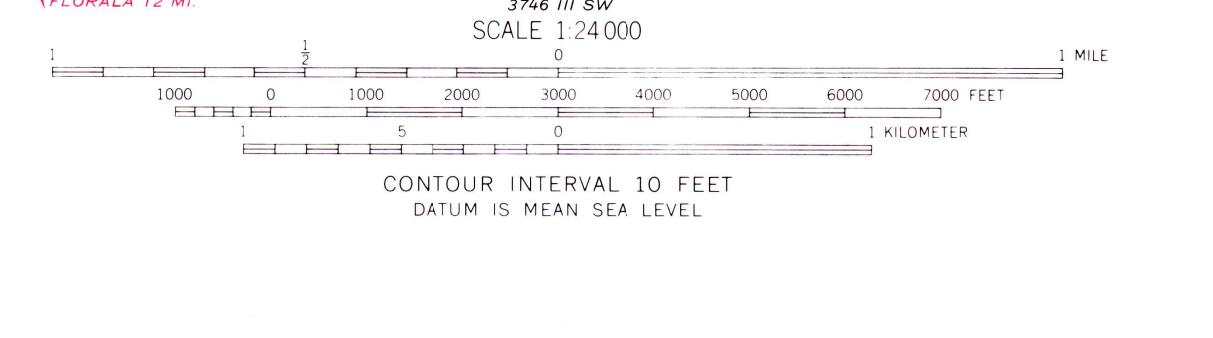 FLORALA 12 MI.
3746 III SW
SCALE 1:24 000
1 1/2 0 1 MILE
1000 0 1000 2000 3000 4000 5000 6000 7000 FEET
1 5 0 1 KILOMETER
CONTOUR INTERVAL 10 FEET
DATUM IS MEAN SEA LEVEL